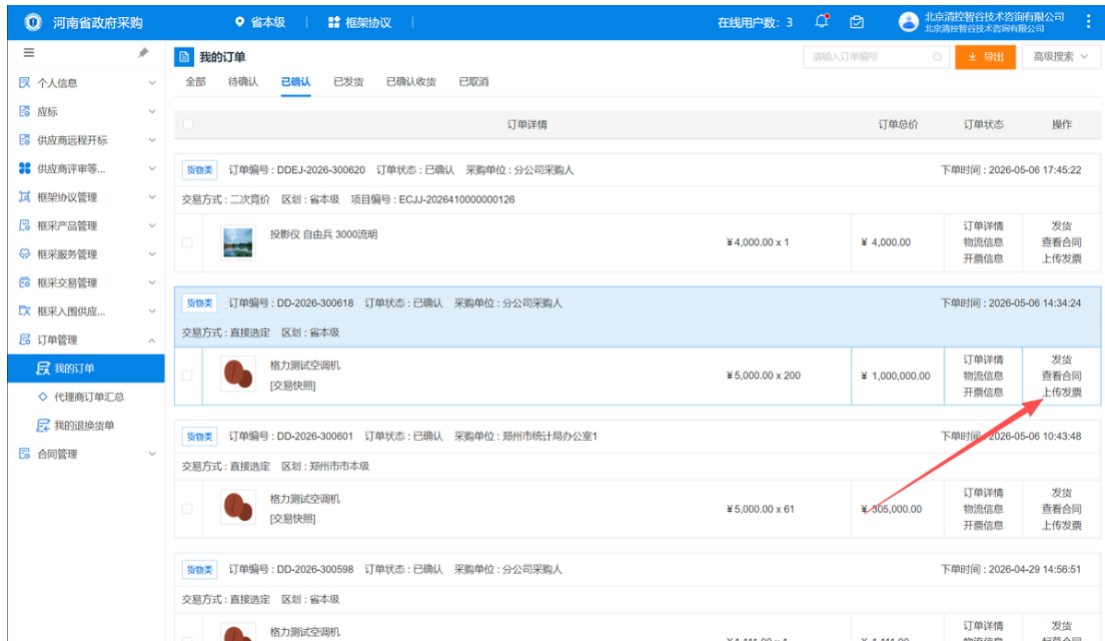 河南省政府采购 省本级 框架协议 在线用户数：3 北京清控智谷技术咨询有限公司
北京清控智谷技术咨询有限公司
我的订单 请输入订单编号 导出 高级搜索
个人信息
应标
供应商远程开标
供应商评审等...
框架协议管理
框采产品管理
框采服务管理
框采交易管理
框采入围供应...
订单管理
我的订单
代理商订单汇总
我的退换货单
合同管理
全部 待确认 已确认 已发货 已确认收货 已取消
订单详情 订单总价 订单状态 操作
货物类 订单编号：DDEJ-2026-300620 订单状态：已确认 采购单位：分公司采购人 下单时间：2026-05-06 17:45:22
交易方式：二次竞价 区划：省本级 项目编号：ECJJ-2026410000000126
投影仪 自由兵 3000流明 ¥4,000.00 x 1 ¥ 4,000.00
订单详情 发货
物流信息 查看合同
开票信息 上传发票
货物类 订单编号：DD-2026-300618 订单状态：已确认 采购单位：分公司采购人 下单时间：2026-05-06 14:34:24
交易方式：直接选定 区划：省本级
格力测试空调机
[交易快照] ¥5,000.00 x 200 ¥ 1,000,000.00
订单详情 发货
物流信息 查看合同
开票信息 上传发票
货物类 订单编号：DD-2026-300601 订单状态：已确认 采购单位：郑州市统计局办公室1 下单时间：2026-05-06 10:43:48
交易方式：直接选定 区划：郑州市市本级
格力测试空调机
[交易快照] ¥5,000.00 x 61 ¥ 305,000.00
订单详情 发货
物流信息 查看合同
开票信息 上传发票
货物类 订单编号：DD-2026-300598 订单状态：已确认 采购单位：分公司采购人 下单时间：2026-04-29 14:56:51
交易方式：直接选定 区划：省本级
格力测试空调机
订单详情 发货